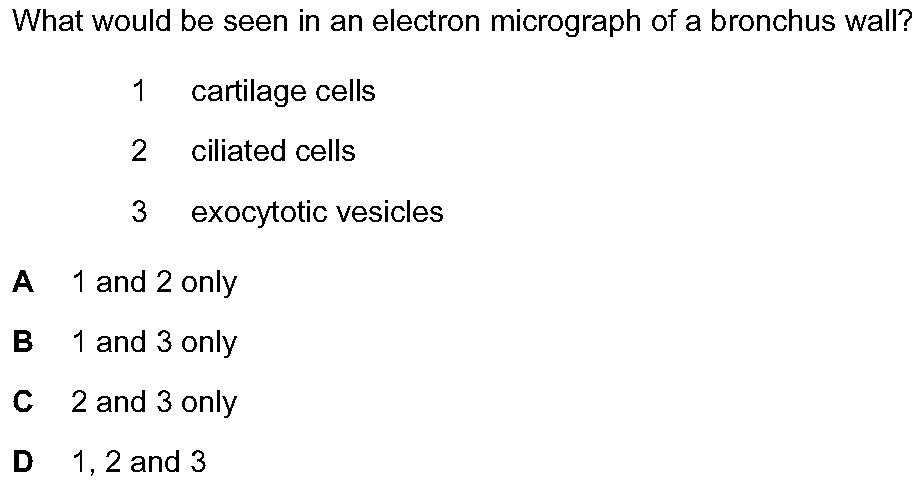 What would be seen in an electron micrograph of a bronchus wall?
1 cartilage cells
2 ciliated cells
3 exocytotic vesicles
A 1 and 2 only
B 1 and 3 only
C 2 and 3 only
D 1, 2 and 3